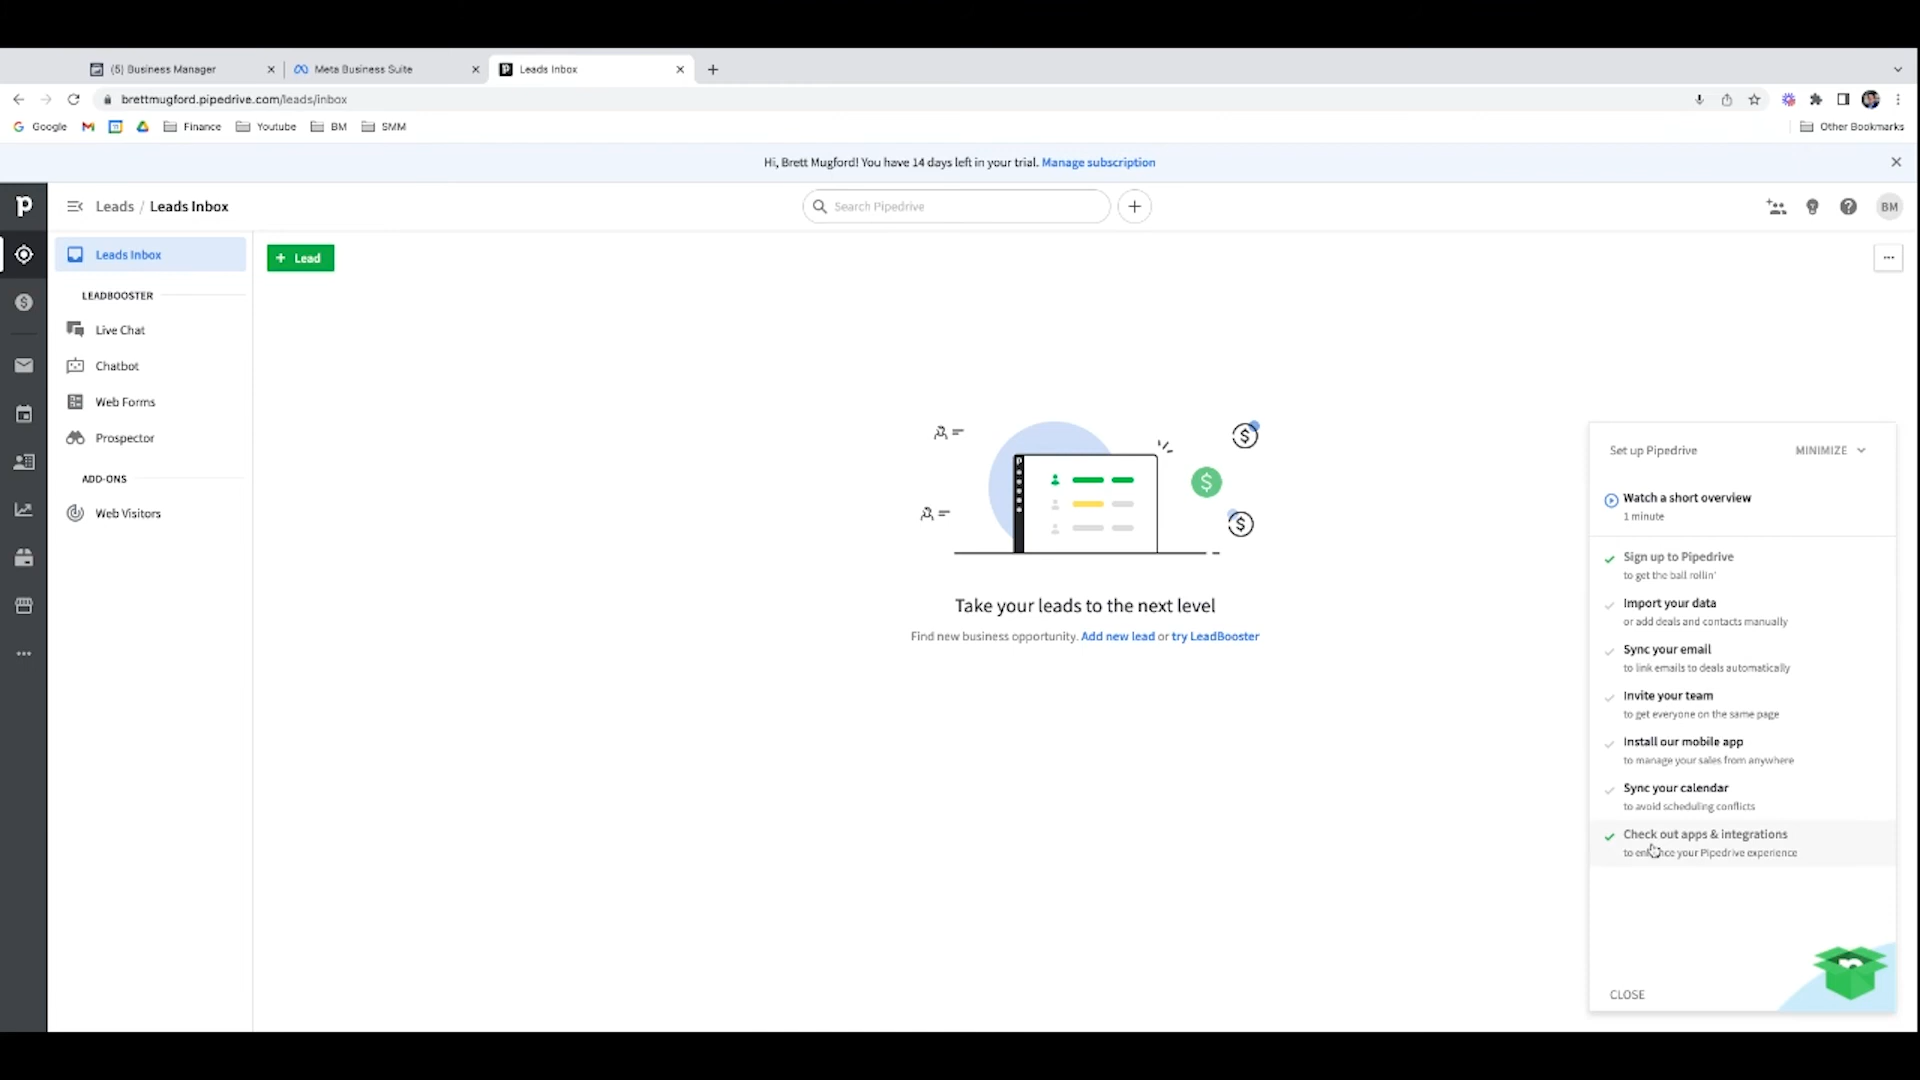 (5) Business Manager
Meta Business Suite
Leads Inbox
brettmugford.pipedrive.com/leads/inbox
Google
Finance
Youtube
BM
SMM
Other Bookmarks
Hi, Brett Mugford! You have 14 days left in your trial. Manage subscription
Leads / Leads Inbox
Search Pipedrive
BM
Leads Inbox
+ Lead
LEADBOOSTER
Live Chat
Chatbot
Web Forms
Prospector
ADD-ONS
Web Visitors
Take your leads to the next level
Find new business opportunity. Add new lead or try LeadBooster
Set up Pipedrive
MINIMIZE
Watch a short overview
1 minute
Sign up to Pipedrive
to get the ball rollin'
Import your data
or add deals and contacts manually
Sync your email
to link emails to deals automatically
Invite your team
to get everyone on the same page
Install our mobile app
to manage your sales from anywhere
Sync your calendar
to avoid scheduling conflicts
Check out apps & integrations
to enhance your Pipedrive experience
CLOSE